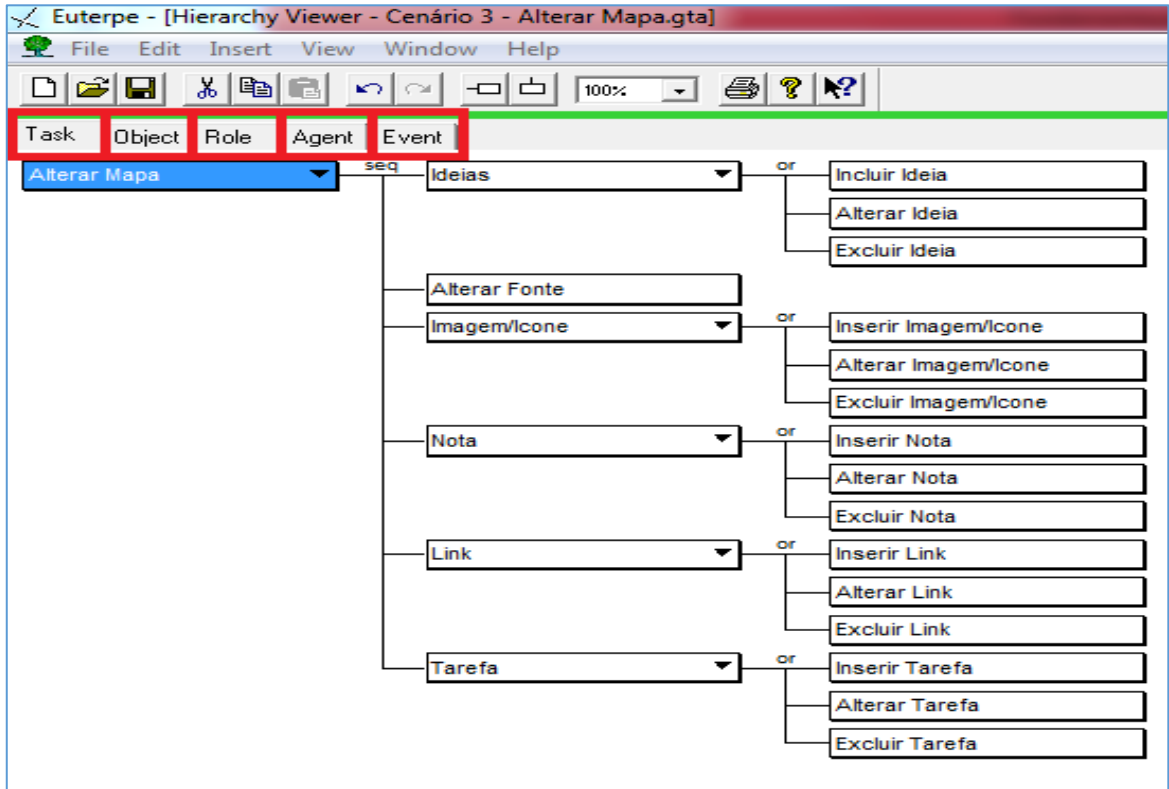 Euterpe - [Hierarchy Viewer - Cenário 3 - Alterar Mapa.gta]
File Edit Insert View Window Help
100%
Task Object Role Agent Event
Alterar Mapa seq Ideias or Incluir Ideia
Alterar Ideia
Excluir Ideia
Alterar Fonte
Imagem/Icone or Inserir Imagem/Icone
Alterar Imagem/Icone
Excluir Imagem/Icone
Nota or Inserir Nota
Alterar Nota
Excluir Nota
Link or Inserir Link
Alterar Link
Excluir Link
Tarefa or Inserir Tarefa
Alterar Tarefa
Excluir Tarefa